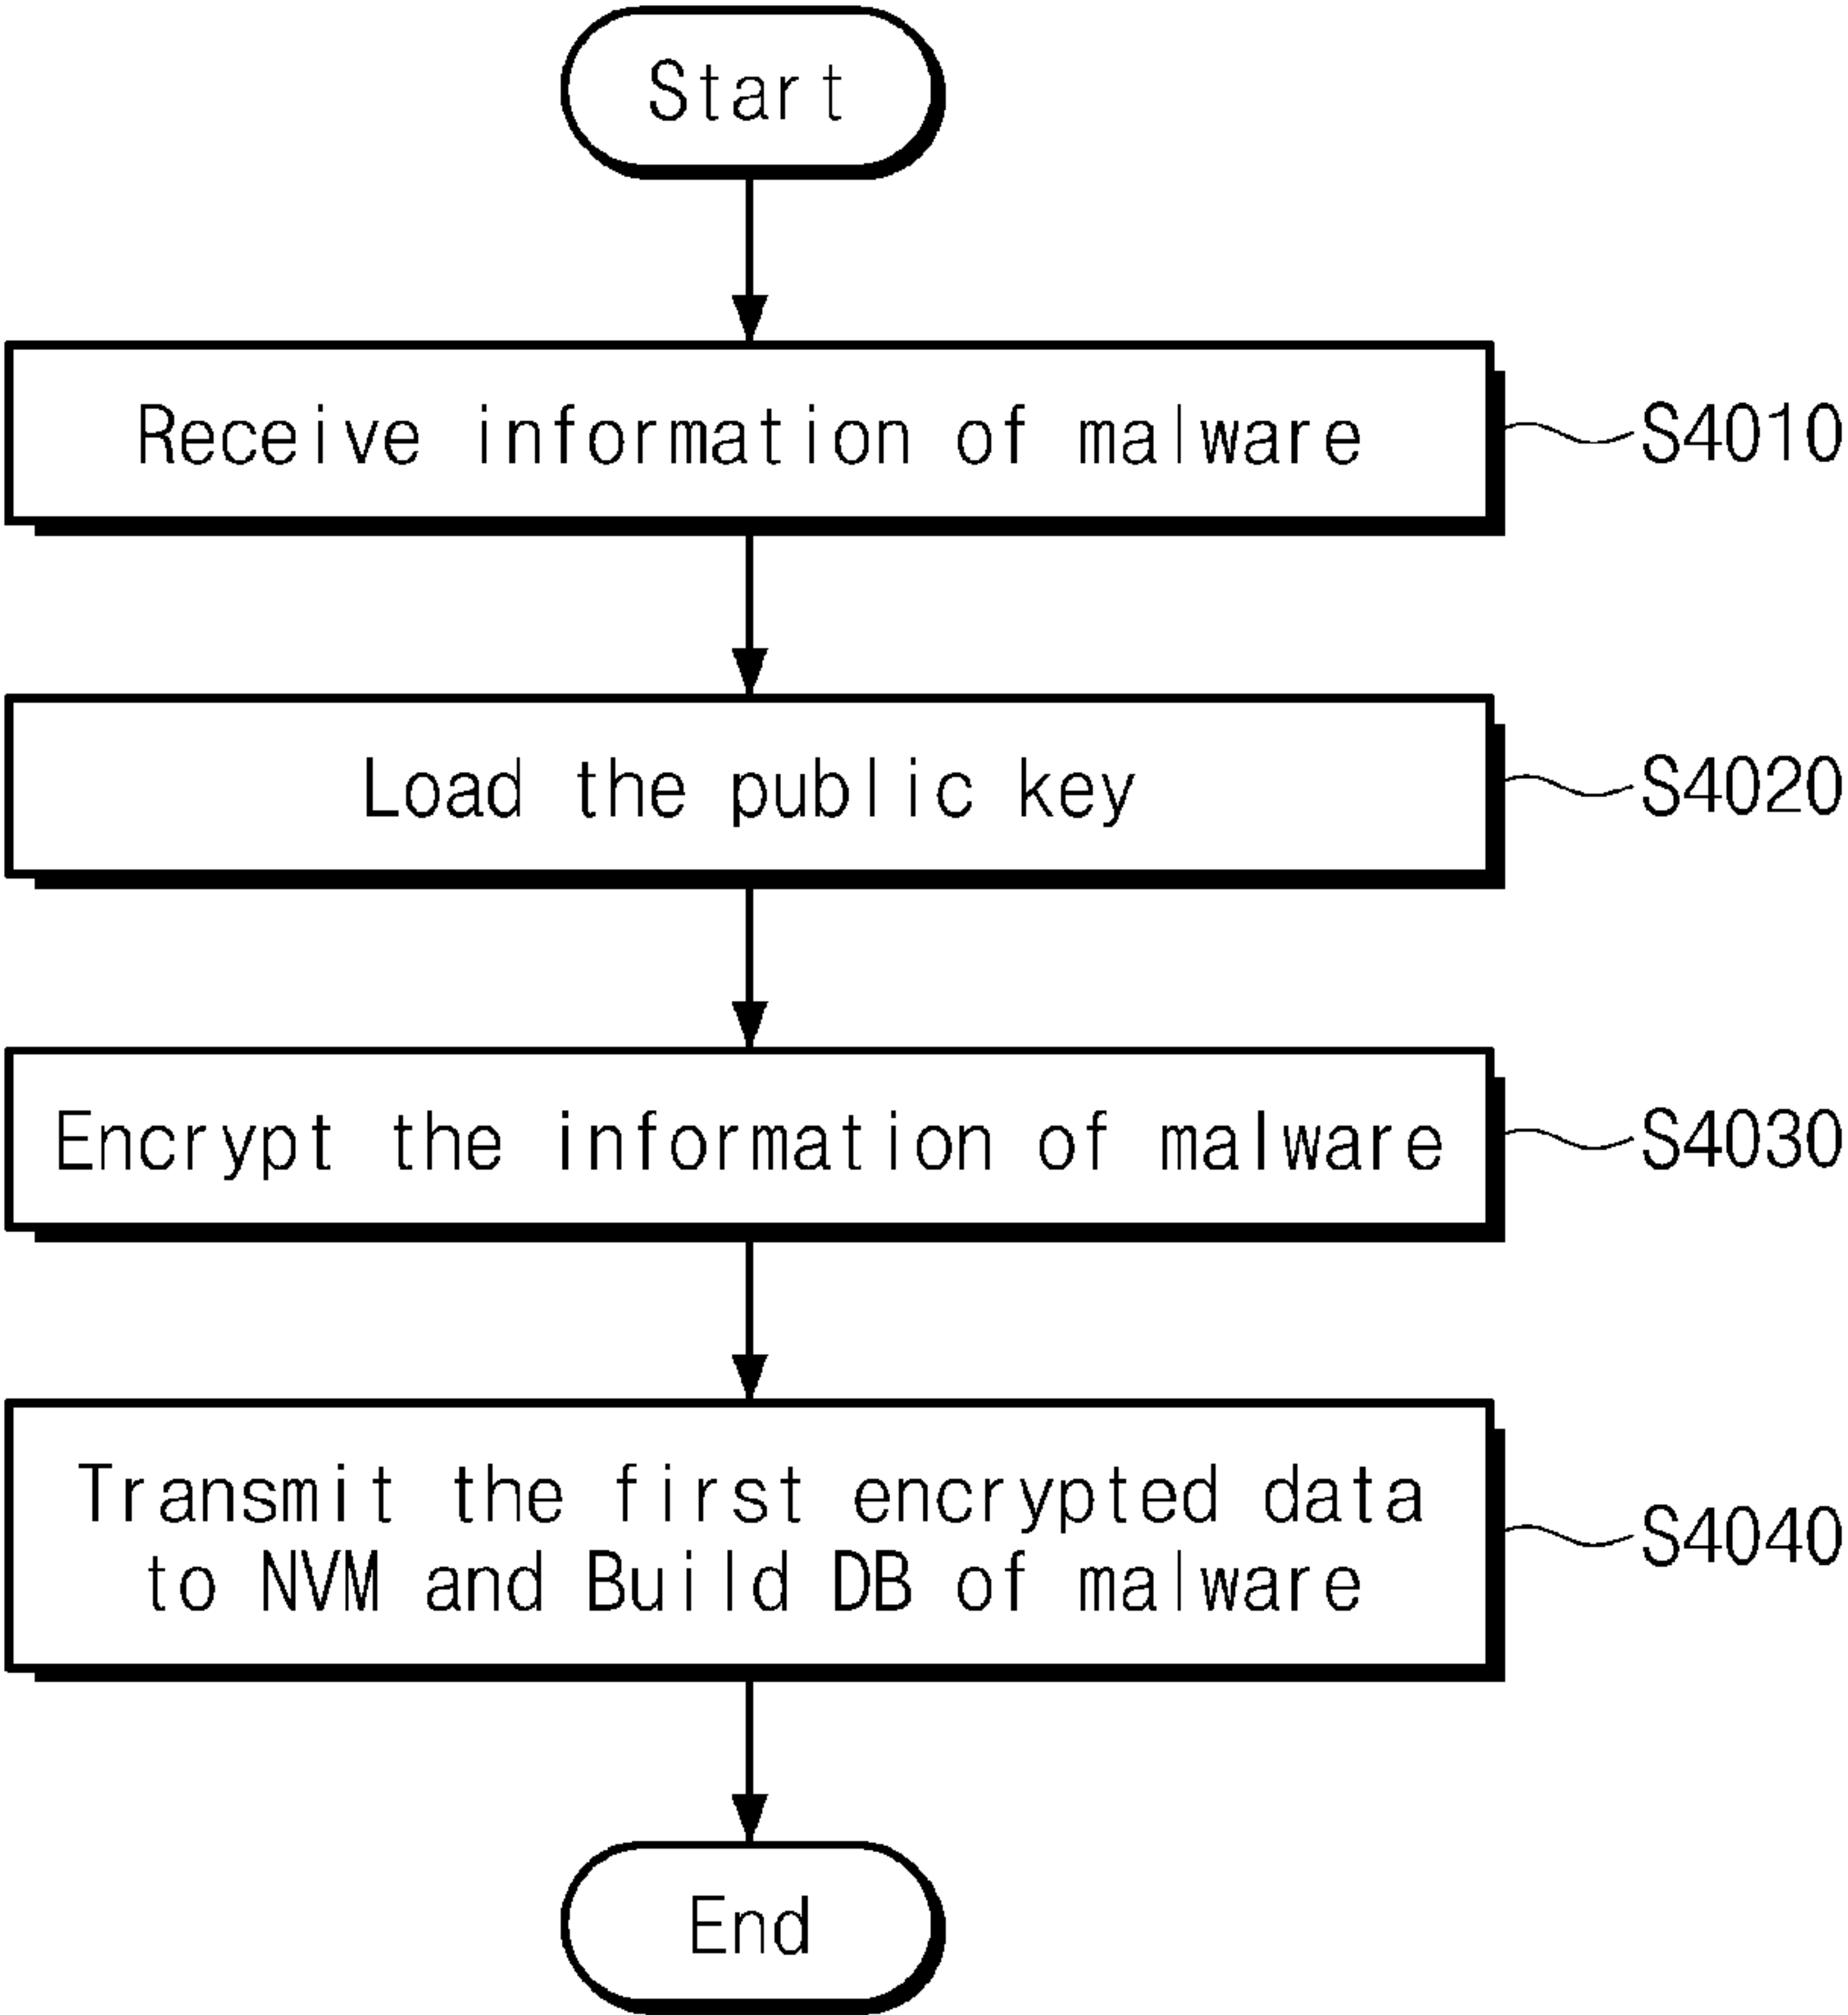 Start
Receive information of malware
S4010
Load the public key
S4020
Encrypt the information of malware
S4030
Transmit the first encrypted data
to NVM and Build DB of malware
S4040
End